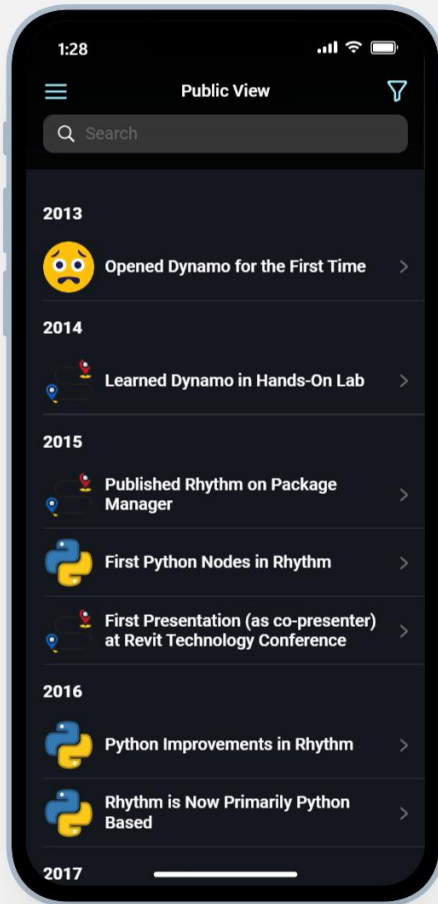 1:28
Public View
Search
2013
Opened Dynamo for the First Time
2014
Learned Dynamo in Hands-On Lab
2015
Published Rhythm on Package
Manager
First Python Nodes in Rhythm
First Presentation (as co-presenter)
at Revit Technology Conference
2016
Python Improvements in Rhythm
Rhythm is Now Primarily Python
Based
2017